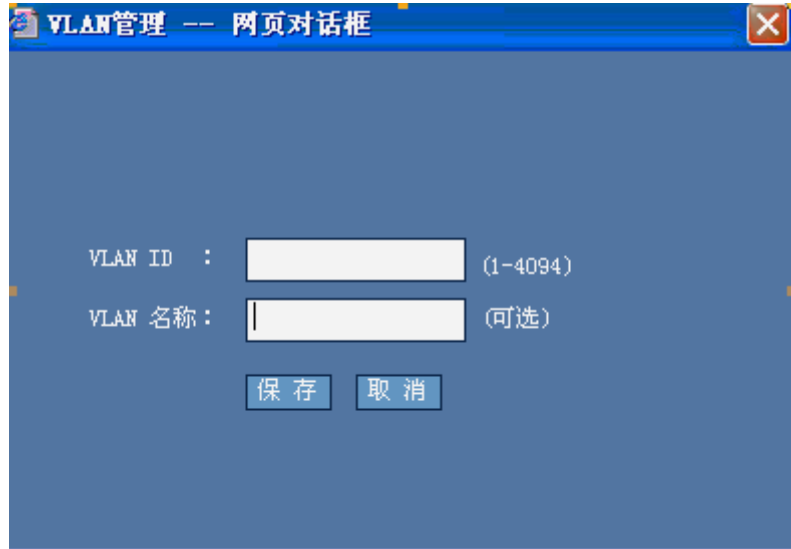 VLAN管理 -- 网页对话框
VLAN ID : (1-4094)
VLAN 名称: (可选)
保 存 取 消